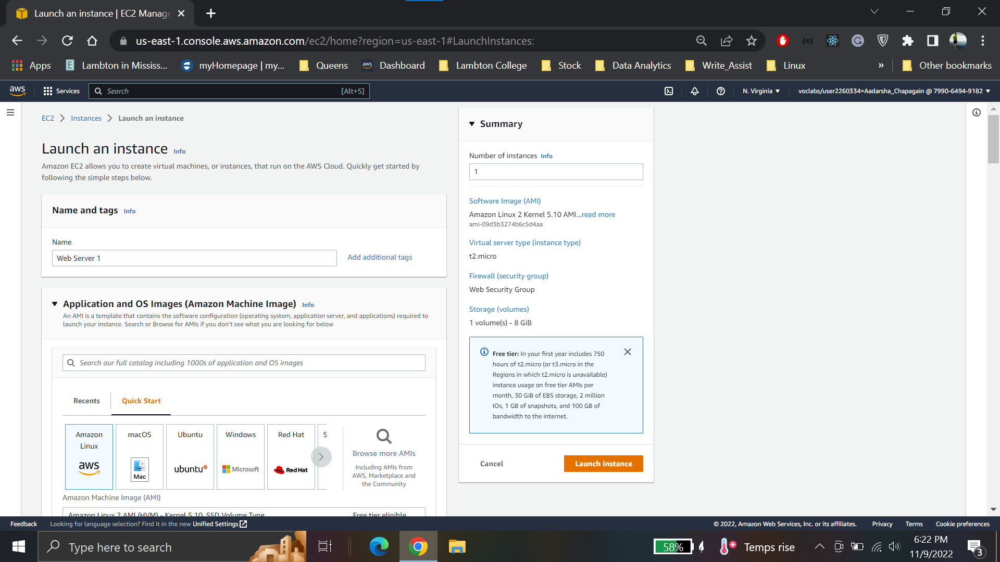 Launch an instance | EC2 Manage
us-east-1.console.aws.amazon.com/ec2/home?region=us-east-1#LaunchInstances:
Apps
Lambton in Mississ...
myHomepage | my...
Queens
aws
Dashboard
Lambton College
Stock
Data Analytics
Write_Assist
Linux
»
Other bookmarks
aws
Services
Search
[Alt+S]
N. Virginia
voclabs/user2260334=Aadarsha_Chapagain @ 7990-6494-9182
EC2 > Instances > Launch an instance
Launch an instance Info
Amazon EC2 allows you to create virtual machines, or instances, that run on the AWS Cloud. Quickly get started by
following the simple steps below.
Name and tags Info
Name
Web Server 1
Add additional tags
Application and OS Images (Amazon Machine Image) Info
An AMI is a template that contains the software configuration (operating system, application server, and applications) required to
launch your instance. Search or Browse for AMIs if you don't see what you are looking for below
Search our full catalog including 1000s of application and OS images
Recents
Quick Start
Amazon
Linux
aws
macOS
Mac
Ubuntu
ubuntu
Windows
Microsoft
Red Hat
Red Hat
S
Browse more AMIs
Including AMIs from
AWS, Marketplace and
the Community
Amazon Machine Image (AMI)
Amazon Linux 2 AMI (HVM) - Kernel 5.10, SSD Volume Type
Free tier eligible
Summary
Number of instances Info
1
Software Image (AMI)
Amazon Linux 2 Kernel 5.10 AMI...read more
ami-09d3b3274b6c5d4aa
Virtual server type (instance type)
t2.micro
Firewall (security group)
Web Security Group
Storage (volumes)
1 volume(s) - 8 GiB
Free tier: In your first year includes 750
hours of t2.micro (or t3.micro in the
Regions in which t2.micro is unavailable)
instance usage on free tier AMIs per
month, 30 GiB of EBS storage, 2 million
IOs, 1 GB of snapshots, and 100 GB of
bandwidth to the internet.
Cancel
Launch instance
Feedback
Looking for language selection? Find it in the new Unified Settings
© 2022, Amazon Web Services, Inc. or its affiliates.
Privacy
Terms
Cookie preferences
Type here to search
58%
Temps rise
6:22 PM
11/9/2022
3